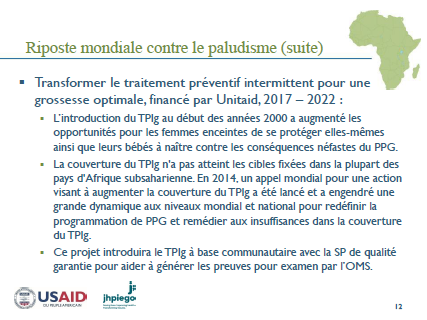 Riposte mondiale contre le paludisme (suite)
▪ Transformer le traitement préventif intermittent pour une
grossesse optimale, financé par Unitaid, 2017 – 2022 :
▪ L'introduction du TPIg au début des années 2000 a augmenté les
opportunités pour les femmes enceintes de se protéger elles-mêmes
ainsi que leurs bébés à naître contre les conséquences néfastes du PPG.
▪ La couverture du TPIg n'a pas atteint les cibles fixées dans la plupart des
pays d'Afrique subsaharienne. En 2014, un appel mondial pour une action
visant à augmenter la couverture du TPIg a été lancé et a engendré une
grande dynamique aux niveaux mondial et national pour redéfinir la
programmation de PPG et remédier aux insuffisances dans la couverture
du TPIg.
▪ Ce projet introduira le TPIg à base communautaire avec la SP de qualité
garantie pour aider à générer les preuves pour examen par l'OMS.
USAID
DU PEUPLE AMERICAIN
jhpiego
12